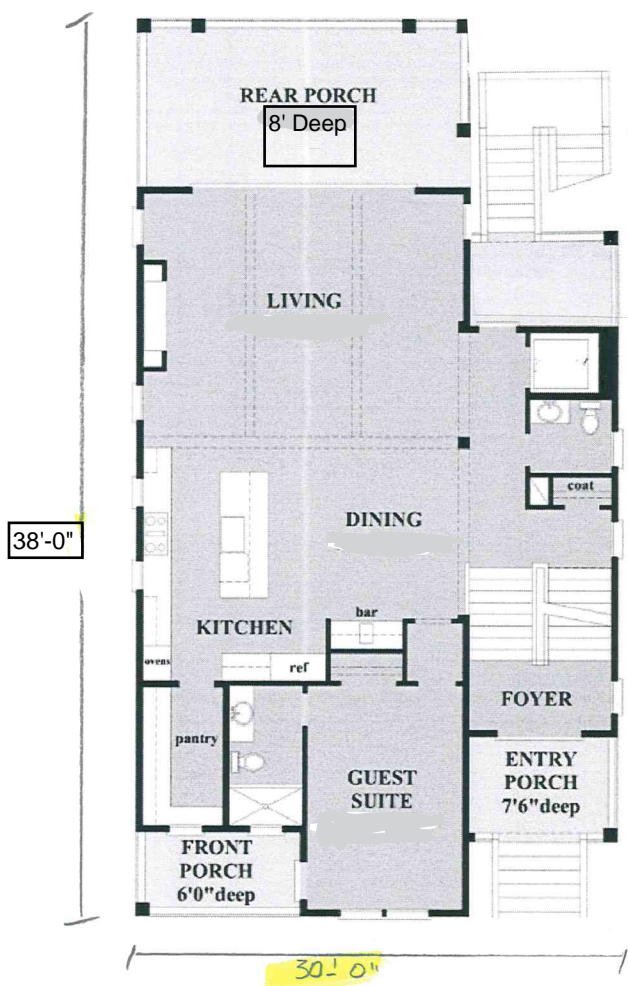 REAR PORCH
8' Deep
LIVING
coat
DINING
38'-0"
bar
KITCHEN
ovens
ref
FOYER
pantry
GUEST
SUITE
ENTRY
PORCH
7'6"deep
FRONT
PORCH
6'0"deep
30'-0"